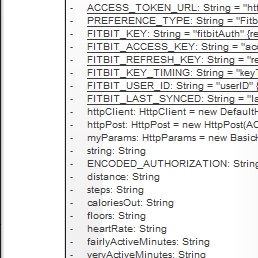 - ACCESS_TOKEN_URL: String = "htt
- PREFERENCE_TYPE: String = "Fitb
- FITBIT_KEY: String = "fitbitAuth" {re
- FITBIT_ACCESS_KEY: String = "acc
- FITBIT_REFRESH_KEY: String = "re
- FITBIT_KEY_TIMING: String = "keyT
- FITBIT_USER_ID: String = "userID" {
- FITBIT_LAST_SYNCED: String = "la
- httpClient: HttpClient = new DefaultH
- httpPost: HttpPost = new HttpPost(AC
- myParams: HttpParams = new BasicH
- string: String
- ENCODED_AUTHORIZATION: String
- distance: String
- steps: String
- caloriesOut: String
- floors: String
- heartRate: String
- fairlyActiveMinutes: String
- veryActiveMinutes: String